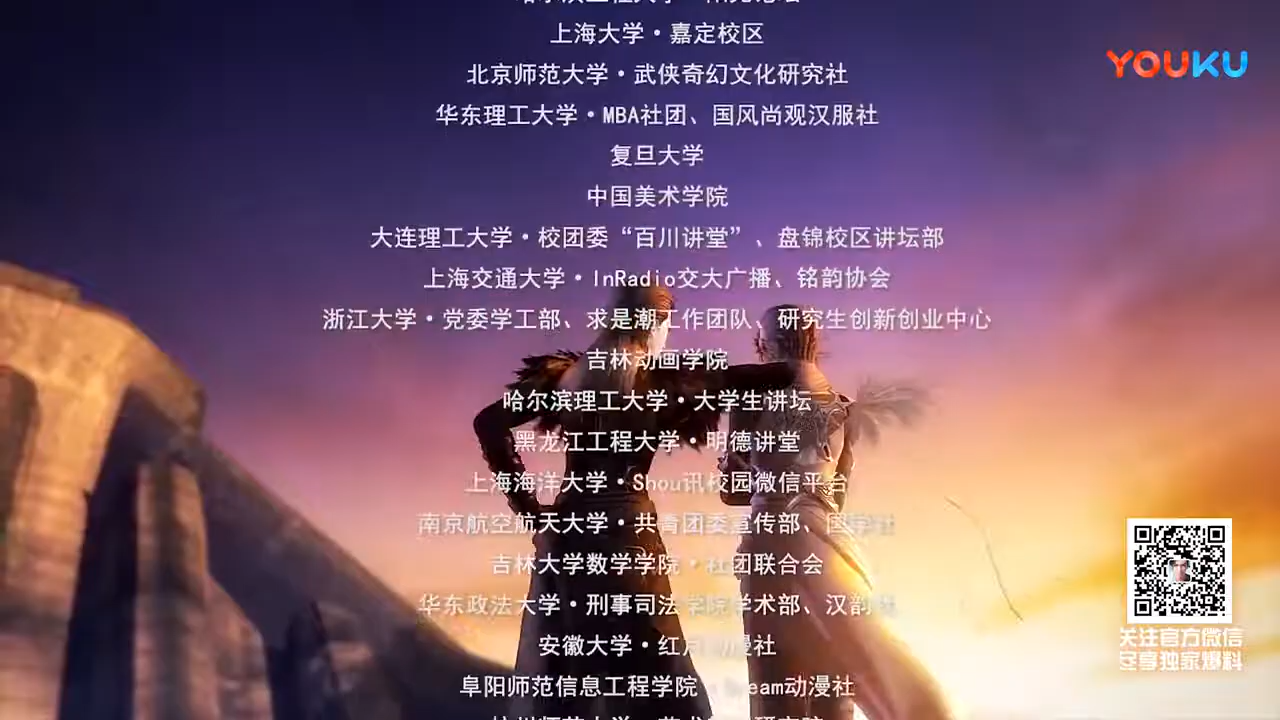 上海大学·嘉定校区
YOUKU
北京师范大学·武侠奇幻文化研究社
华东理工大学·MBA社团、国风尚观汉服社
复旦大学
中国美术学院
大连理工大学·校团委“百川讲堂”、盘锦校区讲坛部
上海交通大学·InRadio交大广播、铭韵协会
浙江大学·党委学工部、求是潮工作团队、研究生创新创业中心
吉林动画学院
哈尔滨理工大学·大学生讲坛
黑龙江工程大学·明德讲堂
上海海洋大学·Shou讯校园微信平台
南京航空航天大学·共青团委宣传部、国学社
吉林大学数学学院·社团联合会
华东政法大学·刑事司法学院学术部、汉韵社
安徽大学·红 动漫社
阜阳师范信息工程学院· 动漫社
关注官方微信
尽享独家爆料